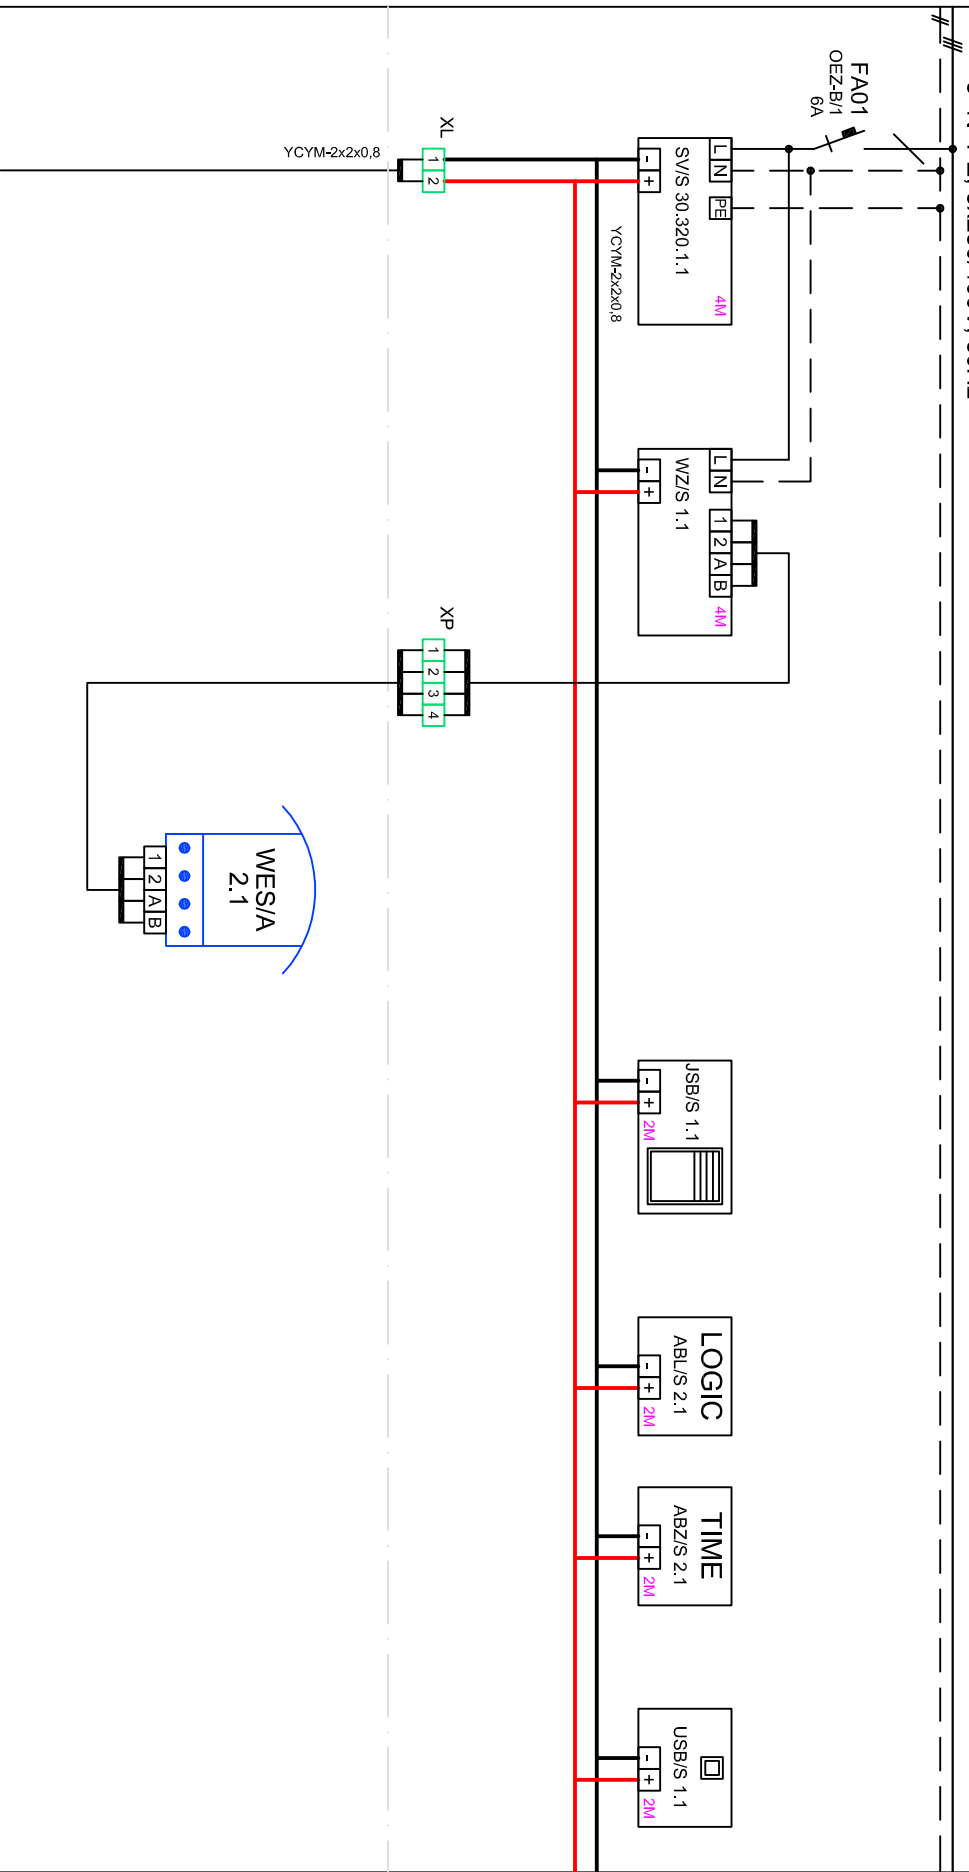 FA01
OEZ-B/1
6A
L N PE
SV/S 30.320.1.1
- +
4M
L N 1 2 A B
WZ/S 1.1
- +
4M
JSB/S 1.1
- +
2M
LOGIC
ABL/S 2.1
- +
2M
TIME
ABZ/S 2.1
- +
2M
USB/S 1.1
- +
2M
YCYM-2x2x0,8
XL
1 2
YCYM-2x2x0,8
XP
1 2 3 4
WES/A
2.1
1 2 A B